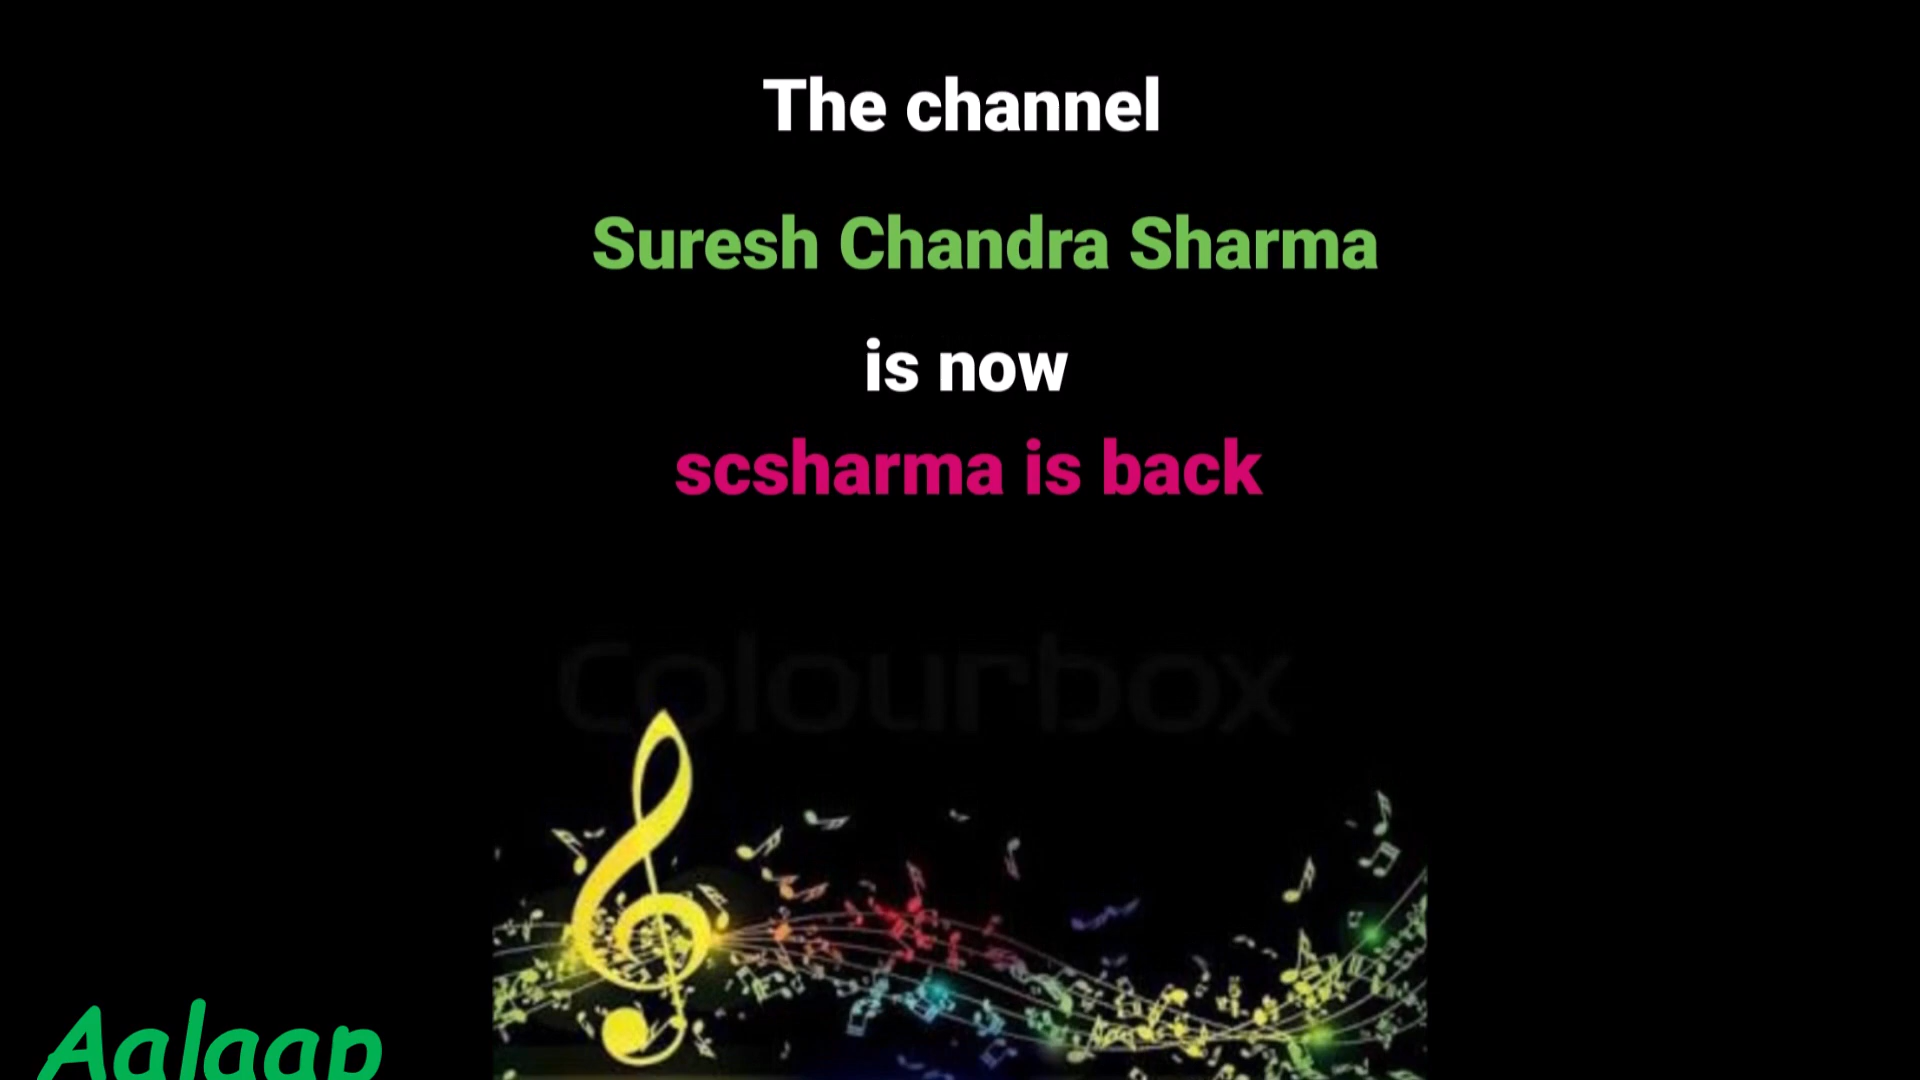 The channel
Suresh Chandra Sharma
is now
scsharma is back
colourbox
Aalaap